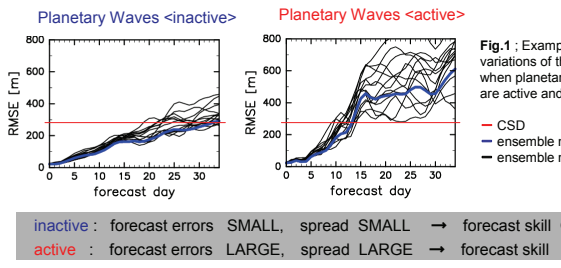 Planetary Waves <inactive>
Planetary Waves <active>
800
600
400
200
0
RMSE [m]
0 5 10 15 20 25 30
forecast day
800
600
400
200
0
RMSE [m]
0 5 10 15 20 25 30
forecast day
Fig.1 ; Examp
variations of th
when planetar
are active and
CSD
ensemble m
ensemble m
inactive : forecast errors SMALL, spread SMALL → forecast skill
active : forecast errors LARGE, spread LARGE → forecast skill